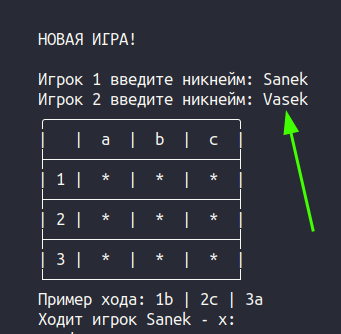 НОВАЯ ИГРА!
Игрок 1 введите никнейм: Sanek
Игрок 2 введите никнейм: Vasek
| | a | b | c |
| 1 | * | * | * |
| 2 | * | * | * |
| 3 | * | * | * |
Пример хода: 1b | 2c | 3a
Ходит игрок Sanek - x: